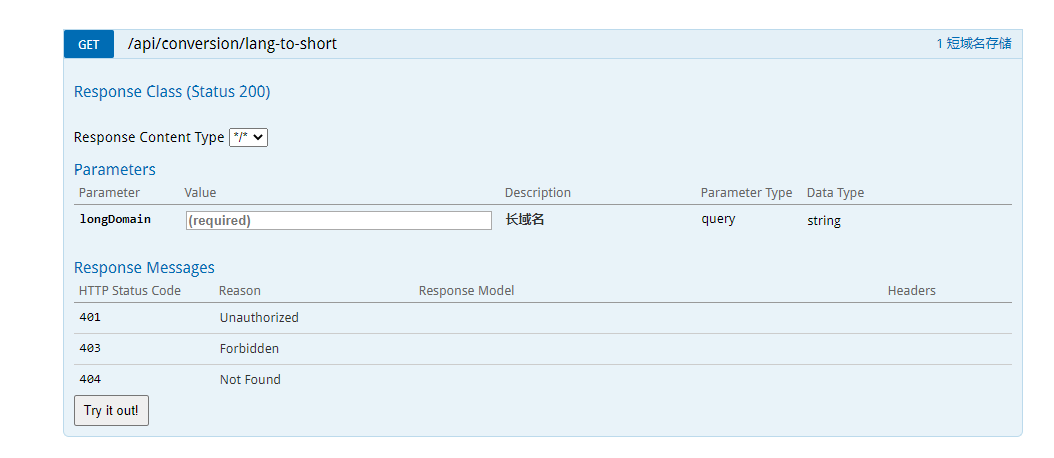 GET /api/conversion/lang-to-short 1 短域名存储
Response Class (Status 200)
Response Content Type */*
Parameters
Parameter Value Description Parameter Type Data Type
longDomain (required) 长域名 query string
Response Messages
HTTP Status Code Reason Response Model Headers
401 Unauthorized
403 Forbidden
404 Not Found
Try it out!